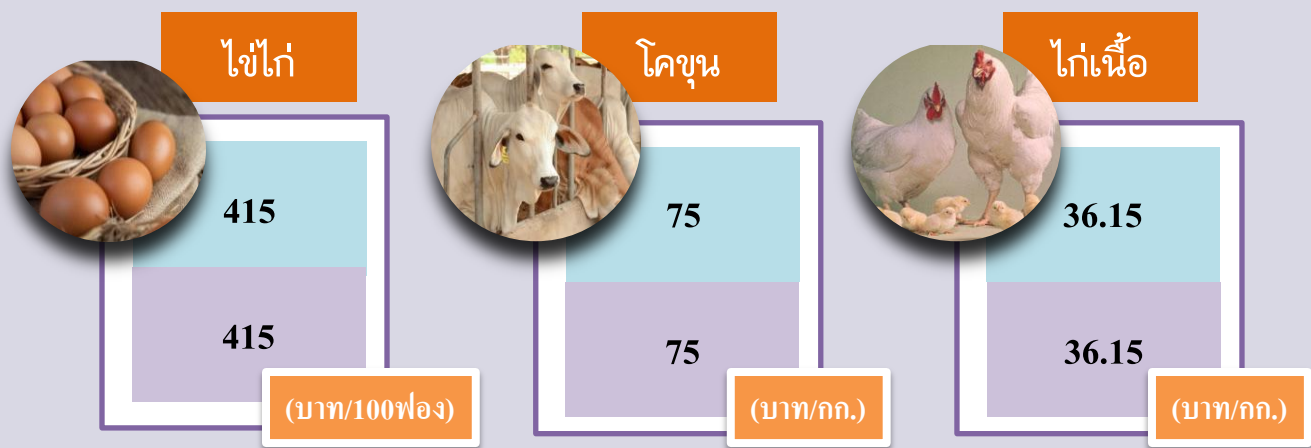 ไข่ไก่
415
415
(บาท/100ฟอง)
โคขุน
75
75
(บาท/กก.)
ไก่เนื้อ
36.15
36.15
(บาท/กก.)